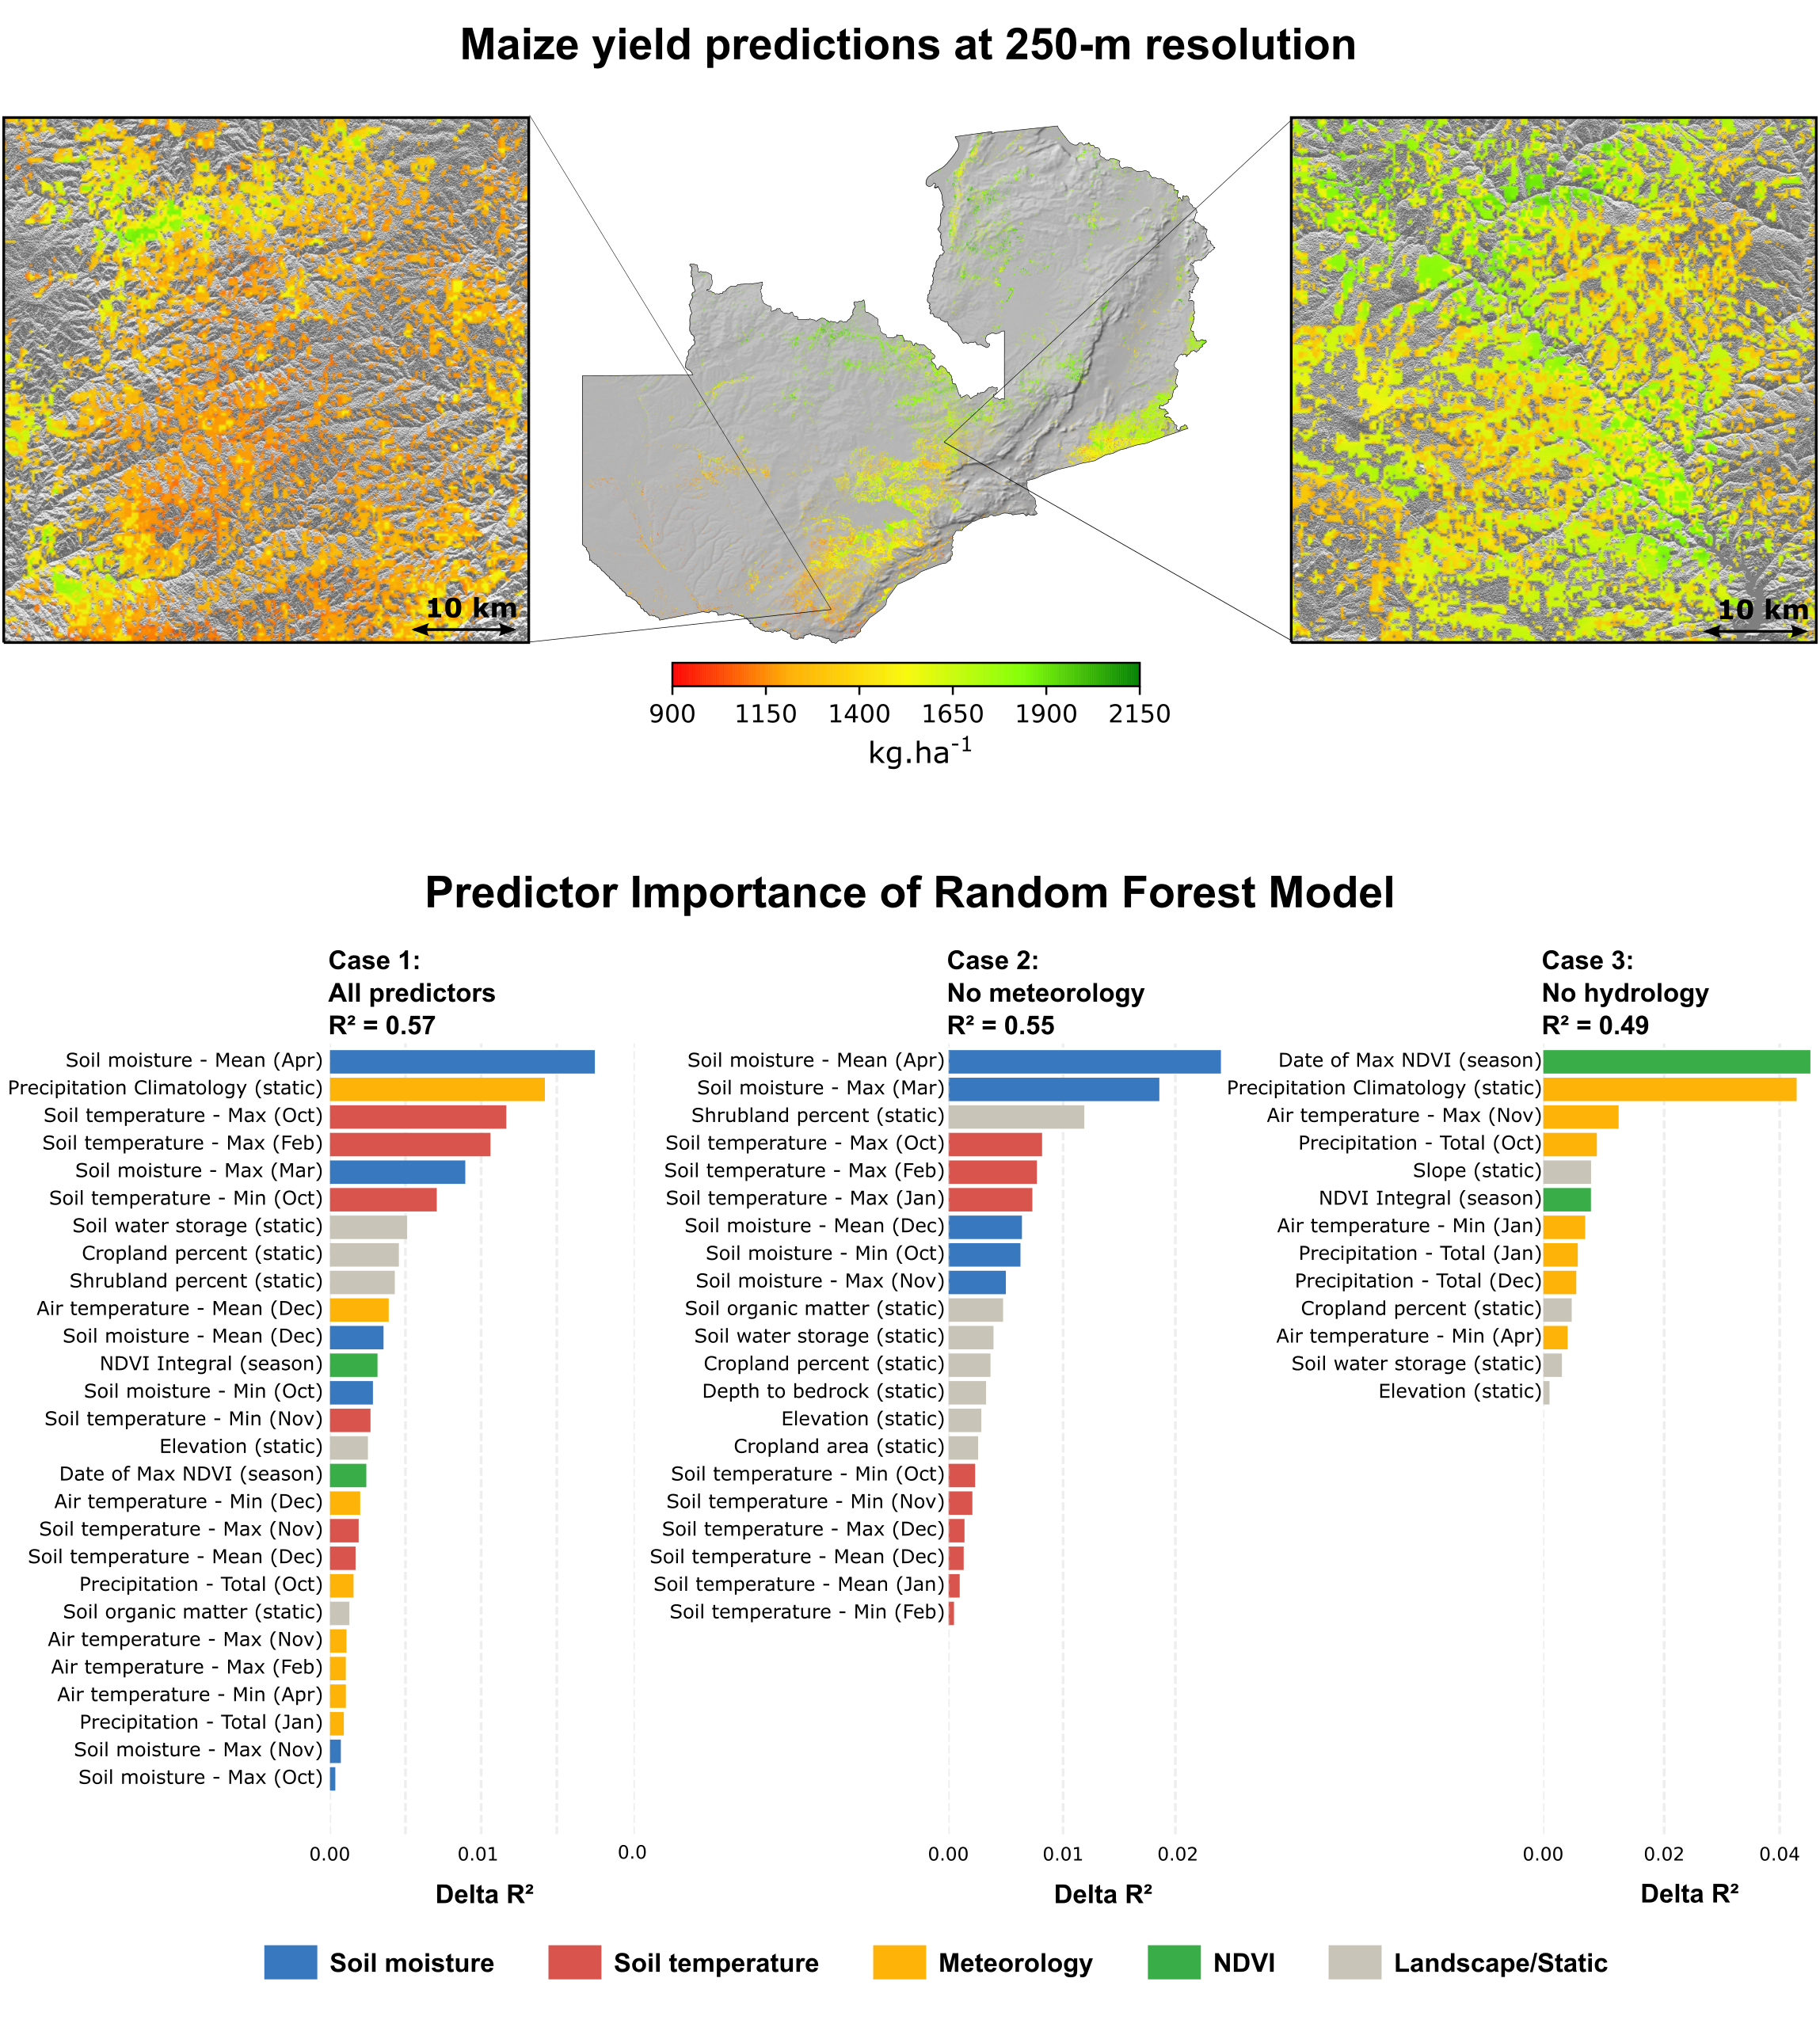 Maize yield predictions at 250-m resolution
10 km
10 km
900 1150 1400 1650 1900 2150
kg.ha-1
Predictor Importance of Random Forest Model
Case 1:
All predictors
R² = 0.57
Soil moisture - Mean (Apr)
Precipitation Climatology (static)
Soil temperature - Max (Oct)
Soil temperature - Max (Feb)
Soil moisture - Max (Mar)
Soil temperature - Min (Oct)
Soil water storage (static)
Cropland percent (static)
Shrubland percent (static)
Air temperature - Mean (Dec)
Soil moisture - Mean (Dec)
NDVI Integral (season)
Soil moisture - Min (Oct)
Soil temperature - Min (Nov)
Elevation (static)
Date of Max NDVI (season)
Air temperature - Min (Dec)
Soil temperature - Max (Nov)
Soil temperature - Mean (Dec)
Precipitation - Total (Oct)
Soil organic matter (static)
Air temperature - Max (Nov)
Air temperature - Max (Feb)
Air temperature - Min (Apr)
Precipitation - Total (Jan)
Soil moisture - Max (Nov)
Soil moisture - Max (Oct)
0.00 0.01 0.0
Delta R²
Case 2:
No meteorology
R² = 0.55
Soil moisture - Mean (Apr)
Soil moisture - Max (Mar)
Shrubland percent (static)
Soil temperature - Max (Oct)
Soil temperature - Max (Feb)
Soil temperature - Max (Jan)
Soil moisture - Mean (Dec)
Soil moisture - Min (Oct)
Soil moisture - Max (Nov)
Soil organic matter (static)
Soil water storage (static)
Cropland percent (static)
Depth to bedrock (static)
Elevation (static)
Cropland area (static)
Soil temperature - Min (Oct)
Soil temperature - Min (Nov)
Soil temperature - Max (Dec)
Soil temperature - Mean (Dec)
Soil temperature - Mean (Jan)
Soil temperature - Min (Feb)
0.00 0.01 0.02
Delta R²
Case 3:
No hydrology
R² = 0.49
Date of Max NDVI (season)
Precipitation Climatology (static)
Air temperature - Max (Nov)
Precipitation - Total (Oct)
Slope (static)
NDVI Integral (season)
Air temperature - Min (Jan)
Precipitation - Total (Jan)
Precipitation - Total (Dec)
Cropland percent (static)
Air temperature - Min (Apr)
Soil water storage (static)
Elevation (static)
0.00 0.02 0.04
Delta R²
Soil moisture Soil temperature Meteorology NDVI Landscape/Static